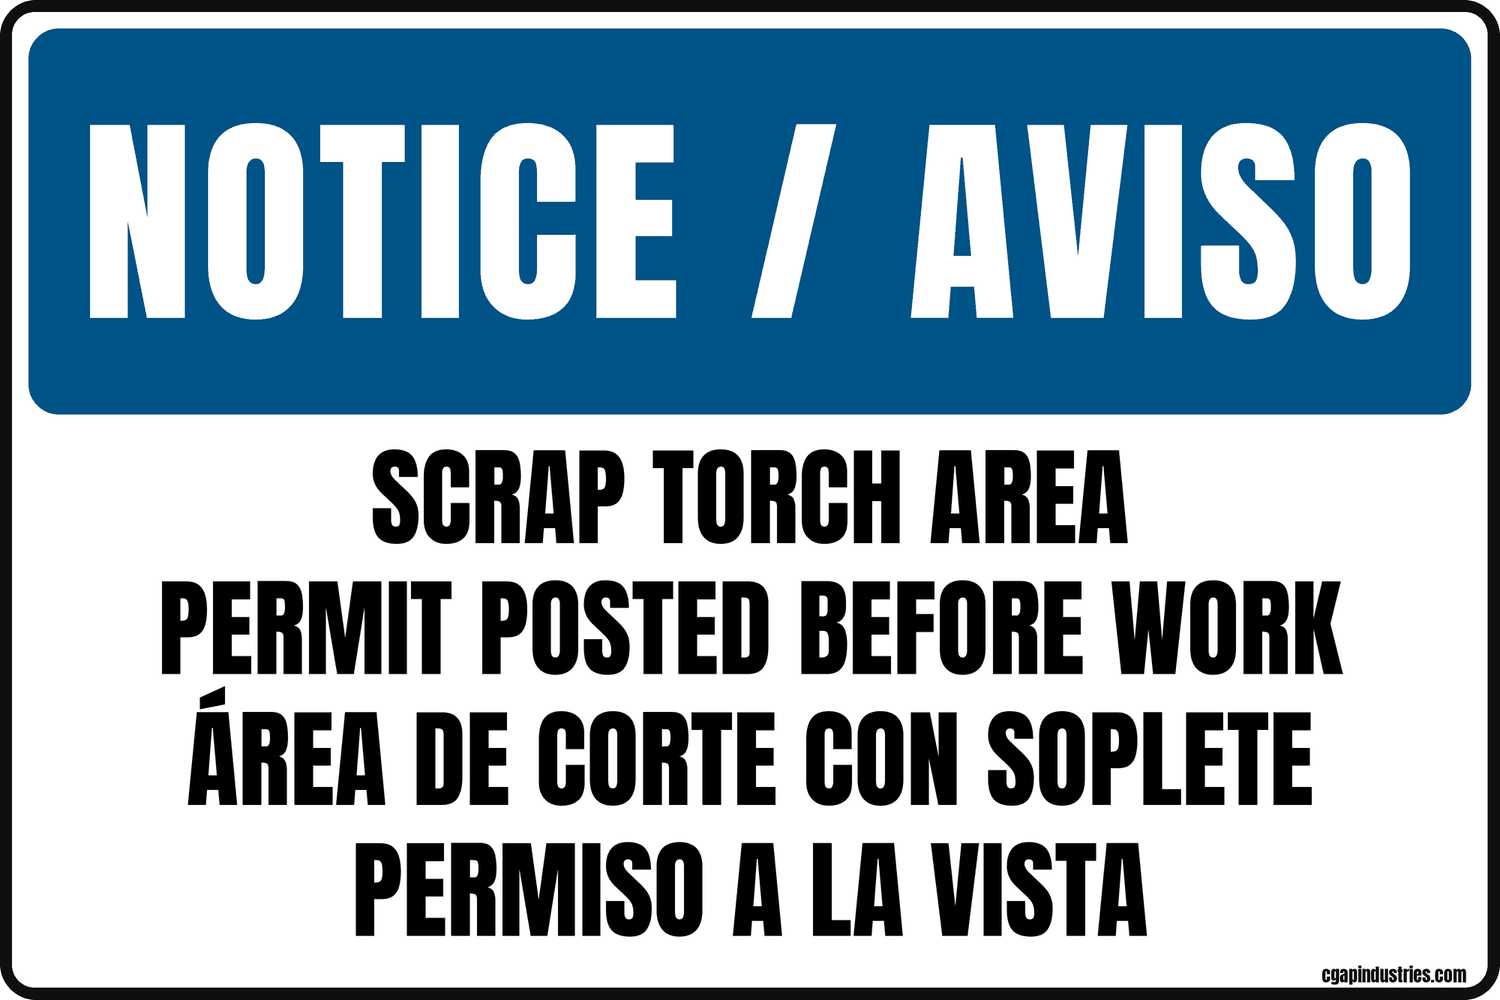 NOTICE / AVISO
SCRAP TORCH AREA
PERMIT POSTED BEFORE WORK
ÁREA DE CORTE CON SOPLETE
PERMISO A LA VISTA
cgapindustries.com